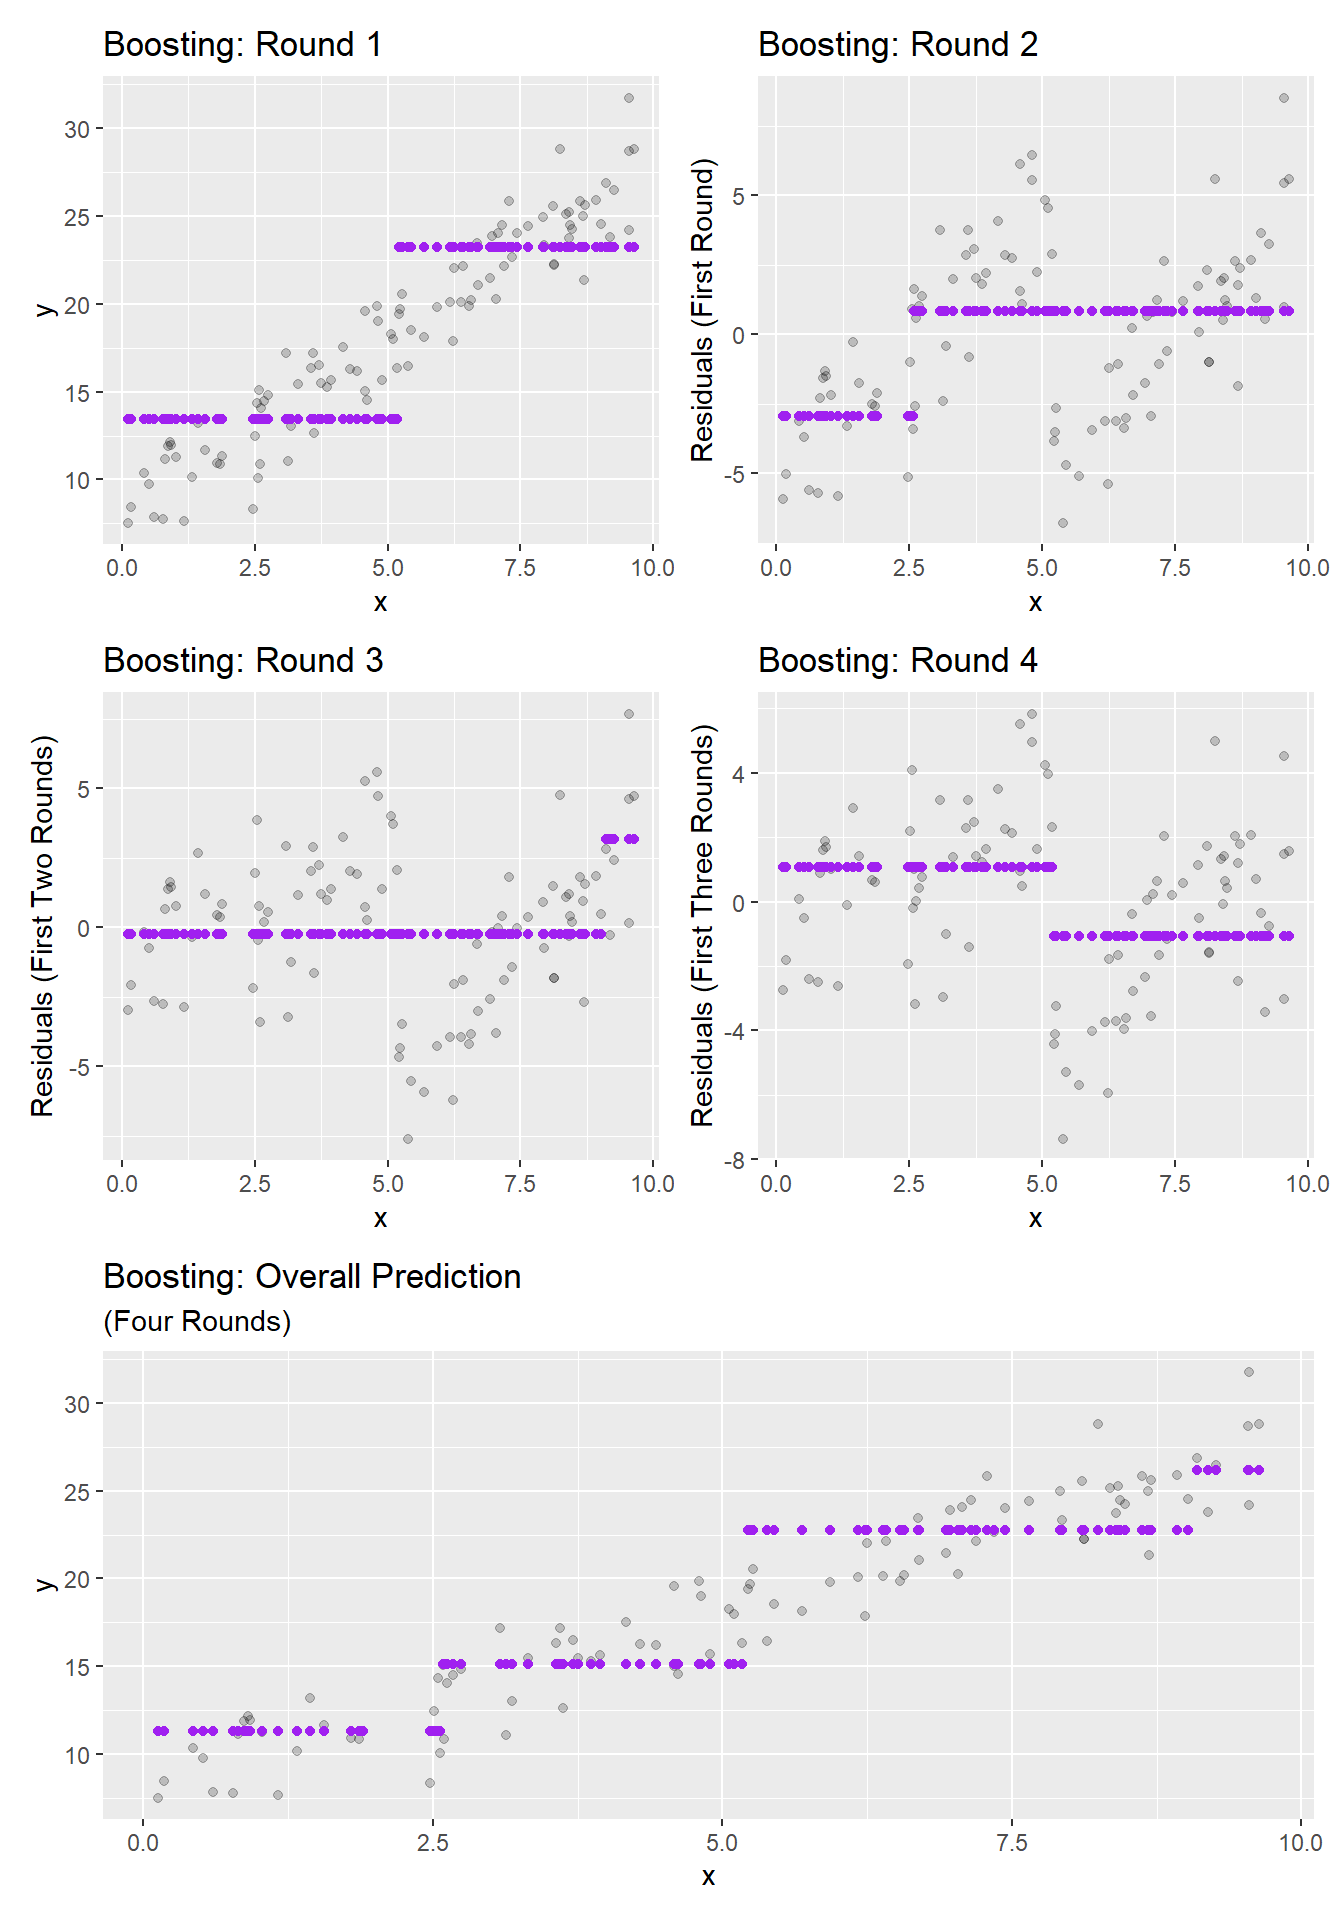 Boosting: Round 1
30
25
20
15
10
y
0.0 2.5 5.0 7.5 10.0
x
Boosting: Round 2
5
0
-5
Residuals (First Round)
0.0 2.5 5.0 7.5 10.0
x
Boosting: Round 3
5
0
-5
Residuals (First Two Rounds)
0.0 2.5 5.0 7.5 10.0
x
Boosting: Round 4
4
0
-4
-8
Residuals (First Three Rounds)
0.0 2.5 5.0 7.5 10.0
x
Boosting: Overall Prediction
(Four Rounds)
30
25
20
15
10
y
0.0 2.5 5.0 7.5 10.0
x